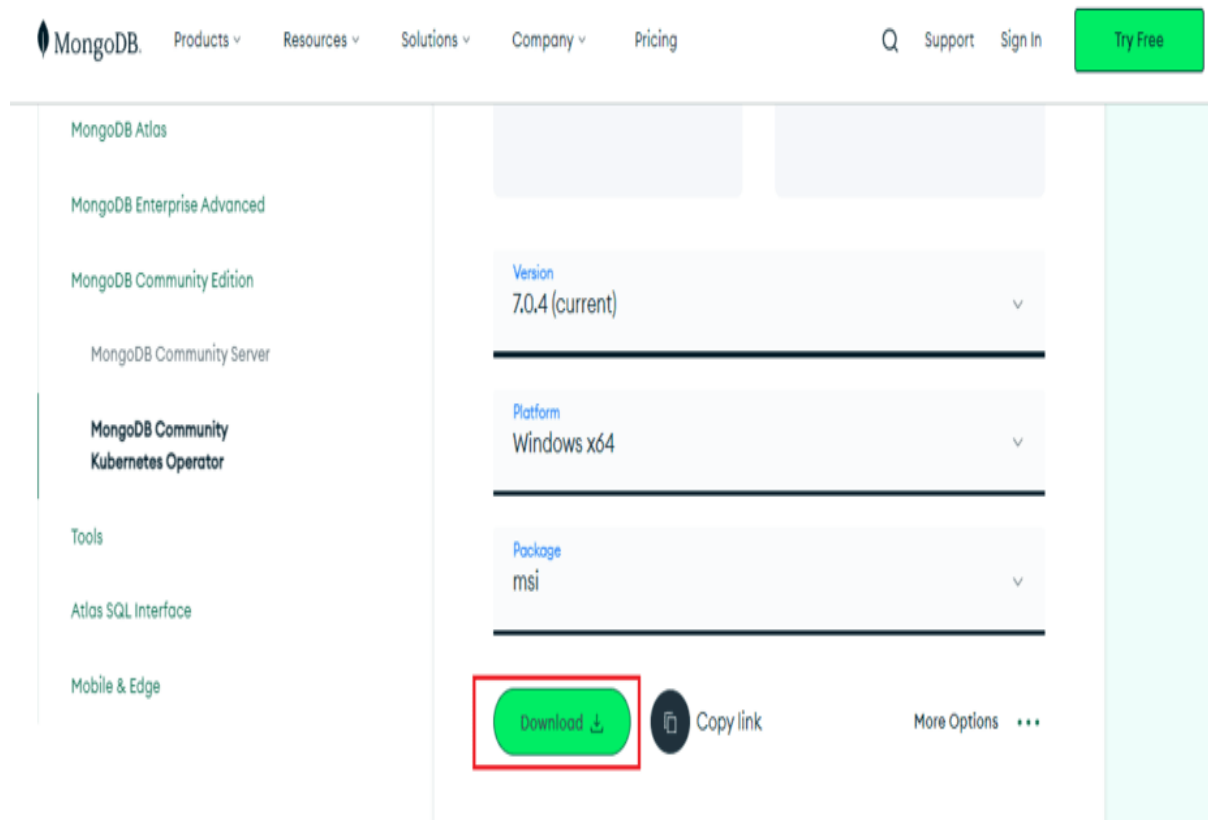 MongoDB. Products Resources Solutions Company Pricing Support Sign In Try Free
MongoDB Atlas
MongoDB Enterprise Advanced
MongoDB Community Edition
MongoDB Community Server
MongoDB Community
Kubernetes Operator
Tools
Atlas SQL Interface
Mobile & Edge
Version
7.0.4 (current)
Platform
Windows x64
Package
msi
Download Copy link More Options